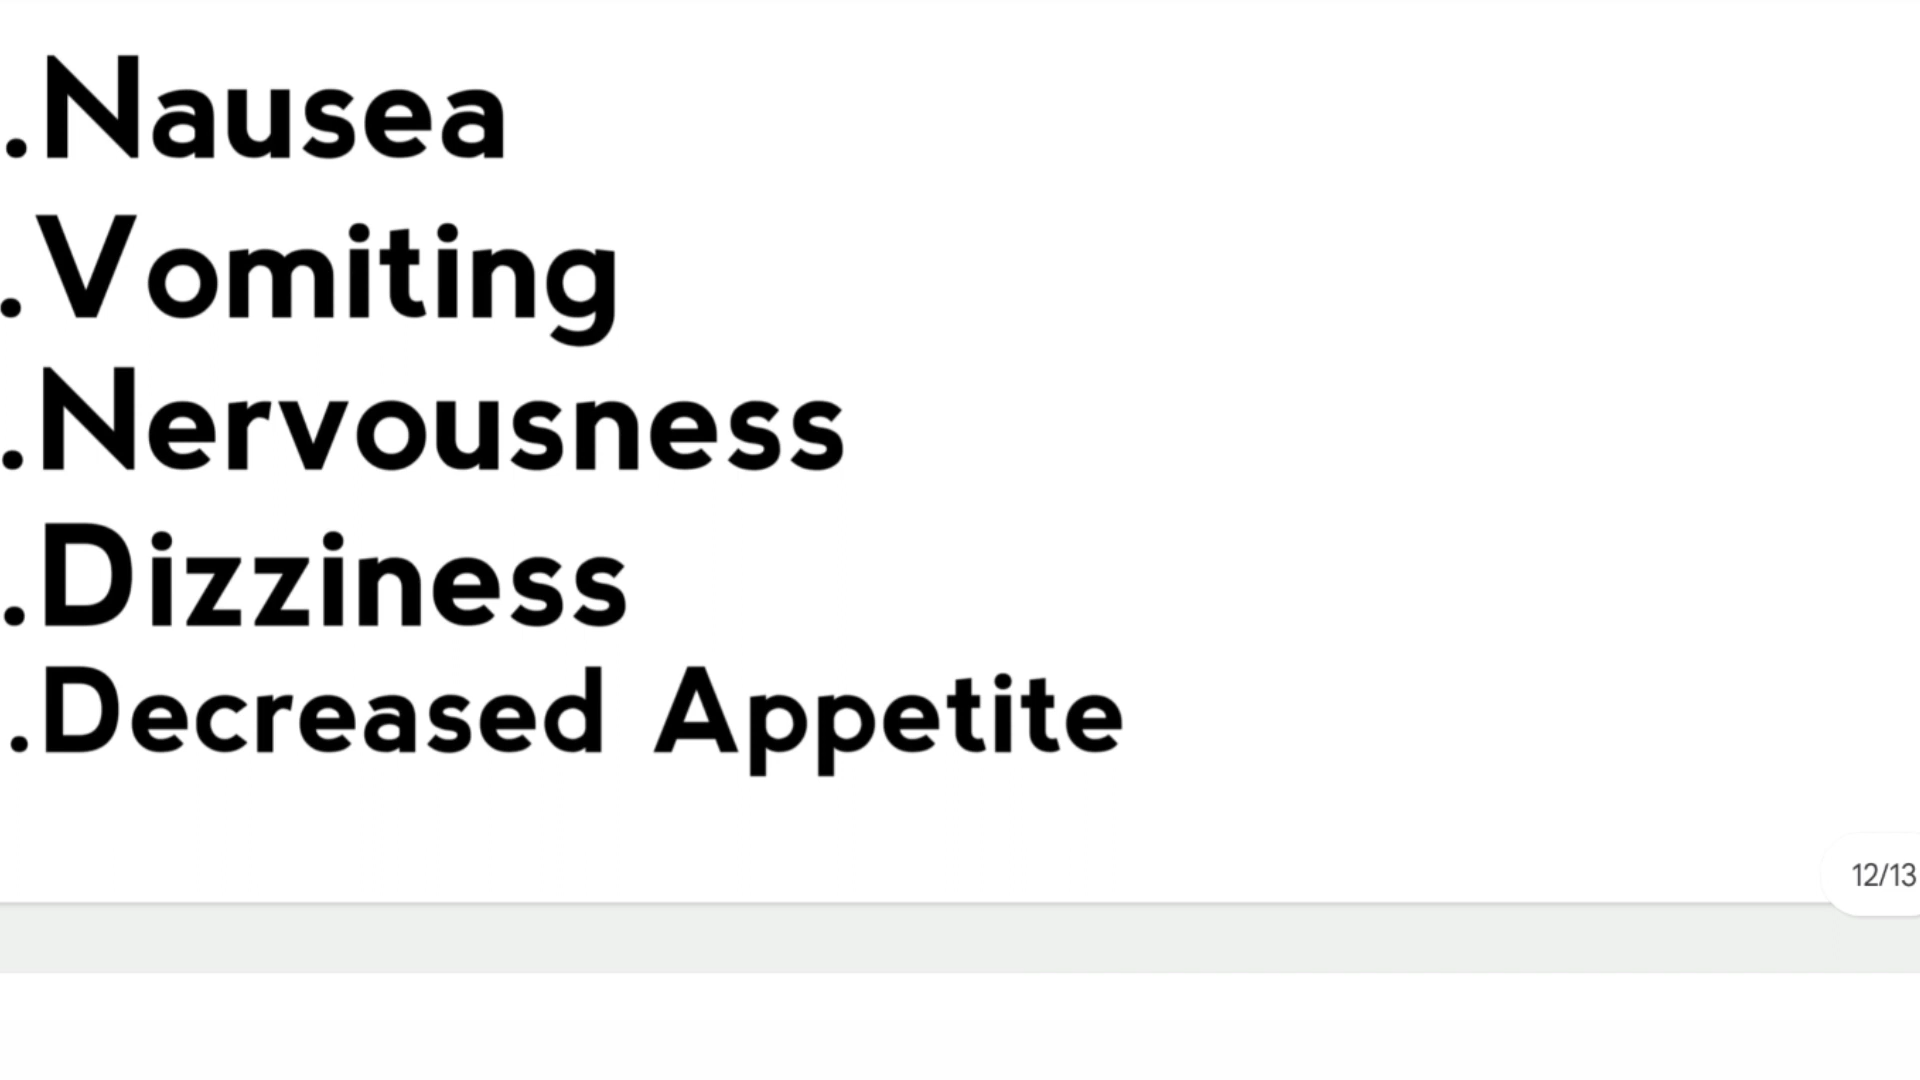 .Nausea
.Vomiting
.Nervousness
.Dizziness
.Decreased Appetite
12/13